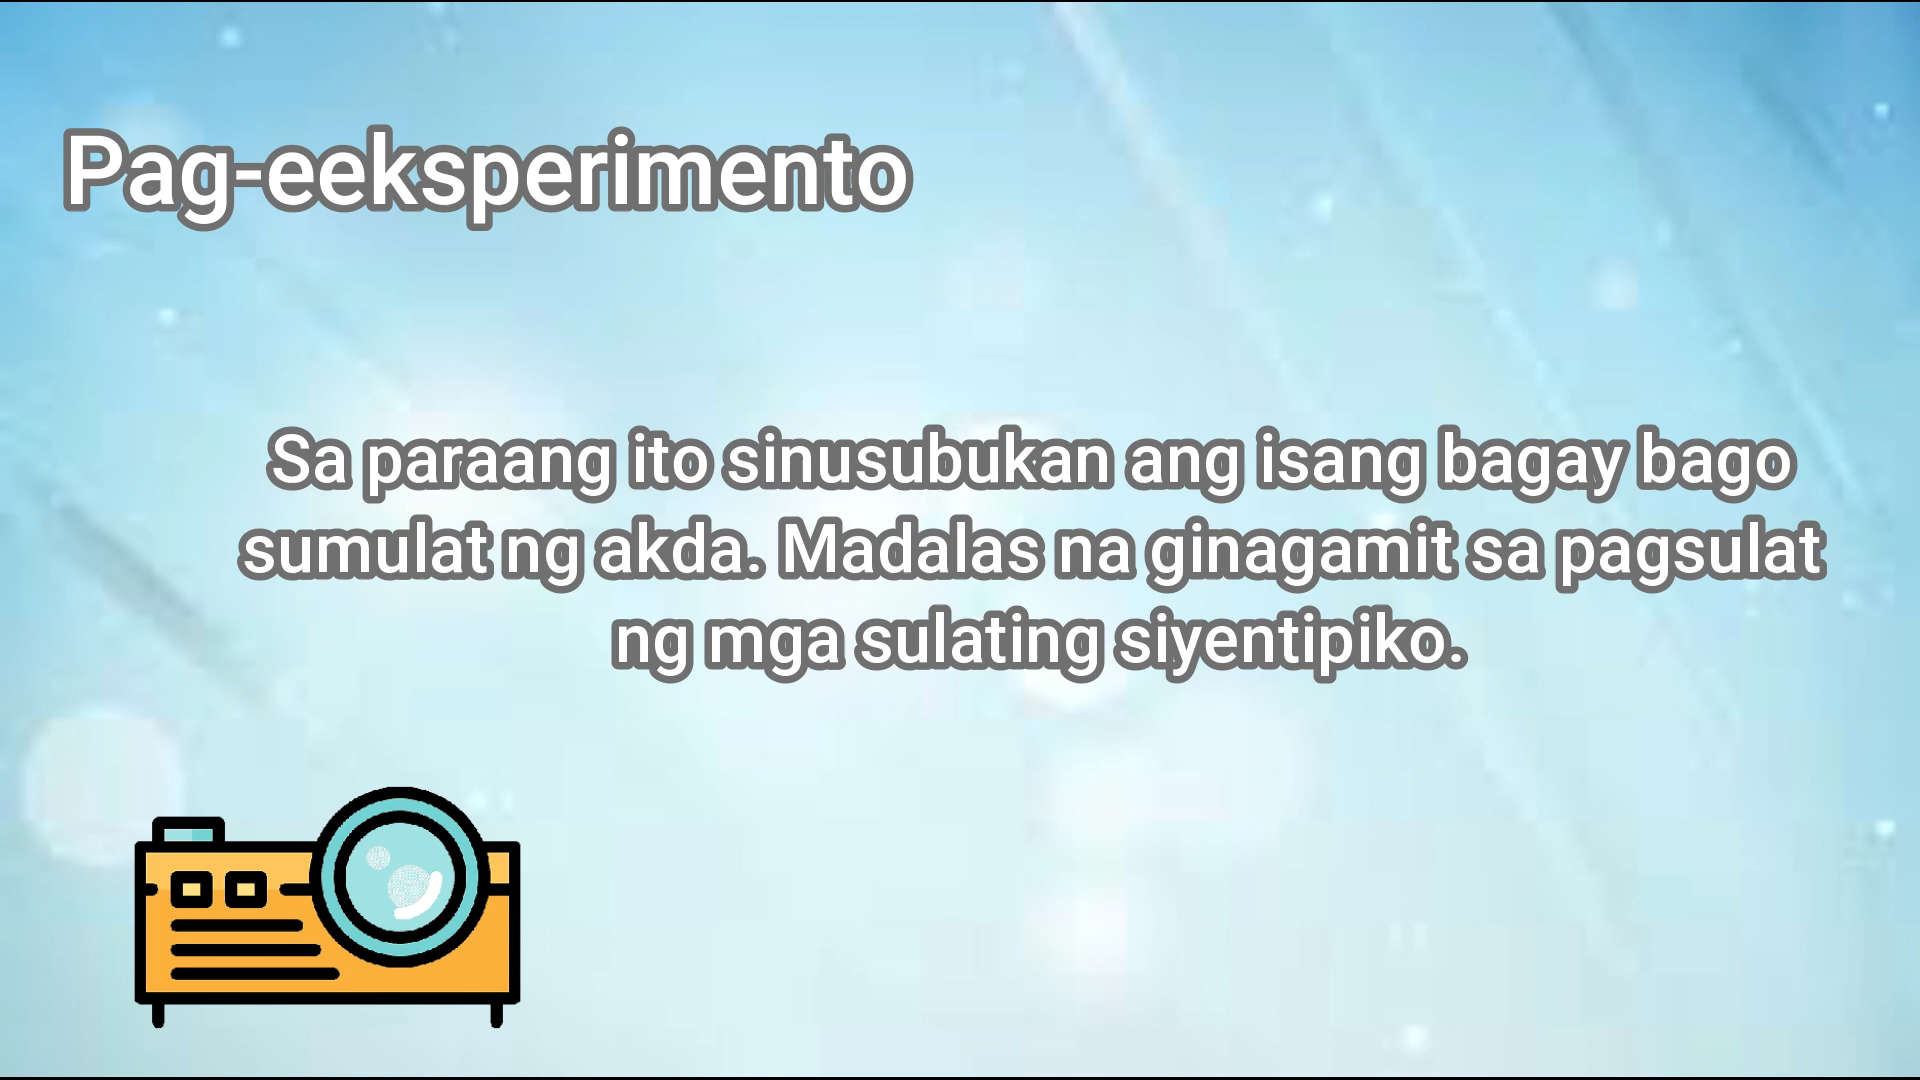 Pag-eeksperimento
Sa paraang ito sinusubukan ang isang bagay bago
sumulat ng akda. Madalas na ginagamit sa pagsulat
ng mga sulating siyentipiko.